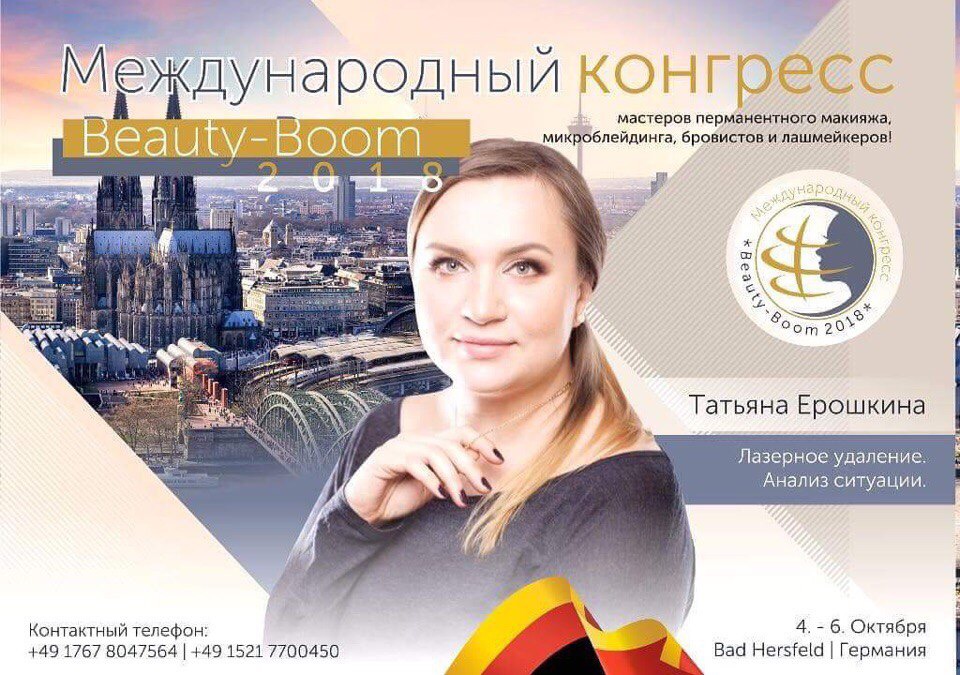 Международный конгресс
Beauty-Boom
2018
мастеров перманентного макияжа,
микроблейдинга, бровистов и лашмейкеров!
Международный конгресс
*Beauty-Boom 2018*
Татьяна Ерошкина
Лазерное удаление.
Анализ ситуации.
Контактный телефон:
+49 1767 8047564 | +49 1521 7700450
4. - 6. Октября
Bad Hersfeld | Германия